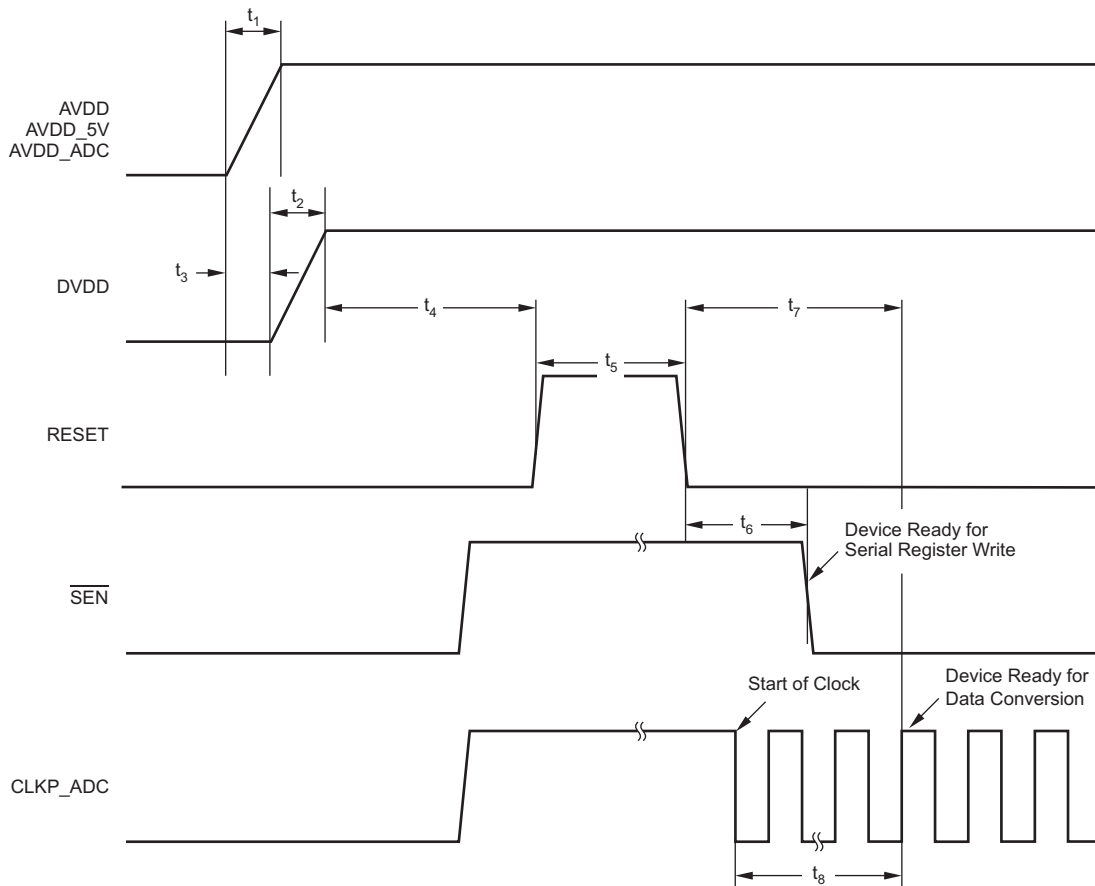 t1
AVDD
AVDD_5V
AVDD_ADC
t2
t3
DVDD
t4
t7
t5
RESET
t6
Device Ready for
Serial Register Write
SEN
Start of Clock
Device Ready for
Data Conversion
CLKP_ADC
t8